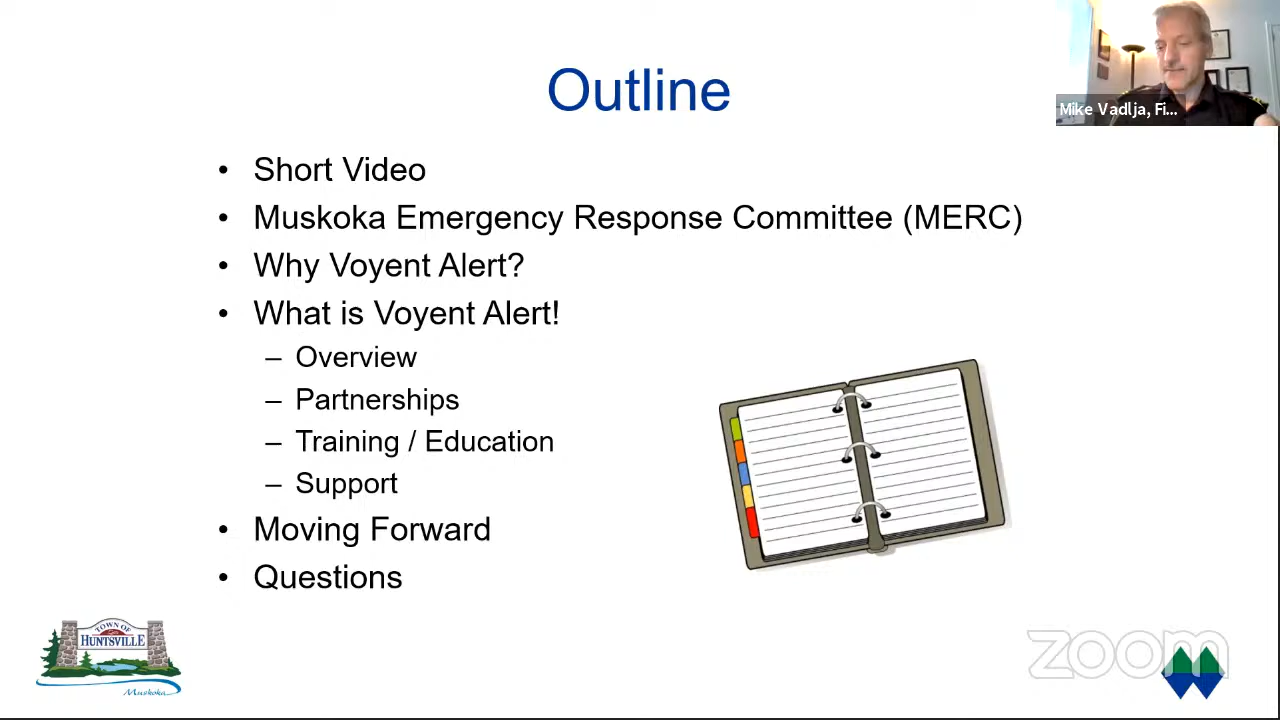 Outline
Mike Vadlja, Fi...
• Short Video
• Muskoka Emergency Response Committee (MERC)
• Why Voyent Alert?
• What is Voyent Alert!
– Overview
– Partnerships
– Training / Education
– Support
• Moving Forward
• Questions
TOWN OF
HUNTSVILLE
Muskoka
zoom